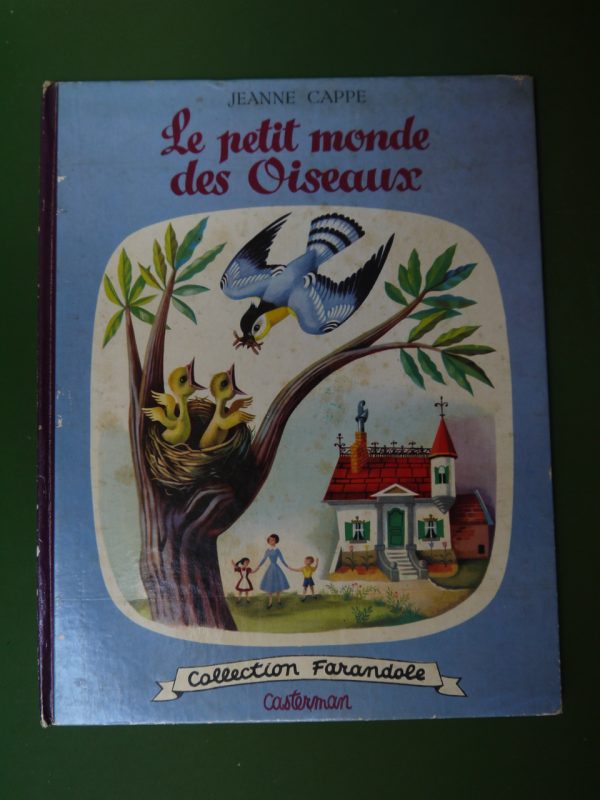 JEANNE CAPPE
Le petit monde
des Oiseaux
Collection Farandole
Casterman